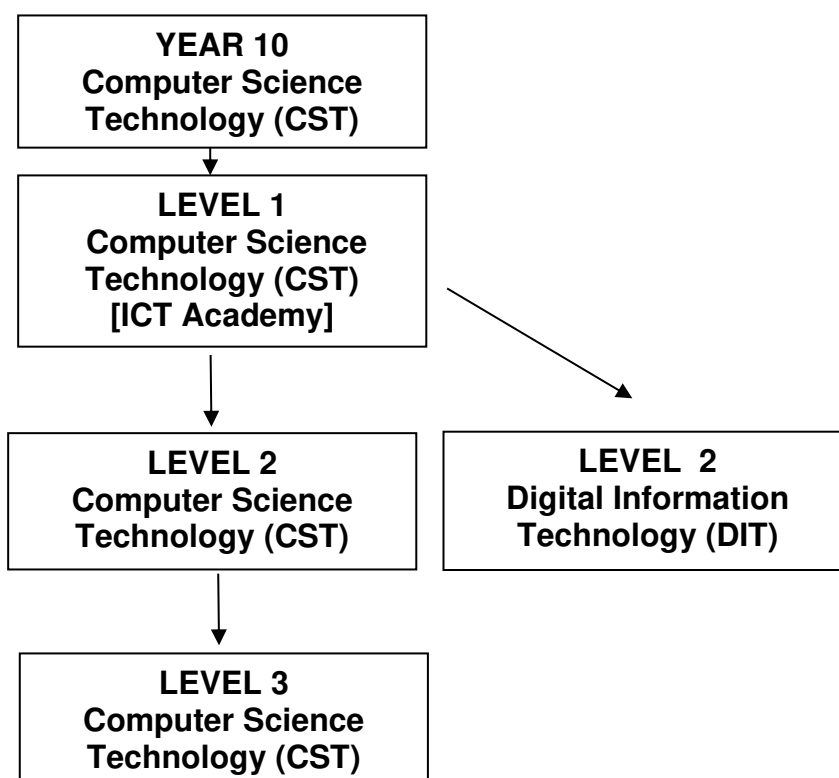 YEAR 10
Computer Science
Technology (CST)
LEVEL 1
Computer Science
Technology (CST)
[ICT Academy]
LEVEL 2
Computer Science
Technology (CST)
LEVEL 2
Digital Information
Technology (DIT)
LEVEL 3
Computer Science
Technology (CST)